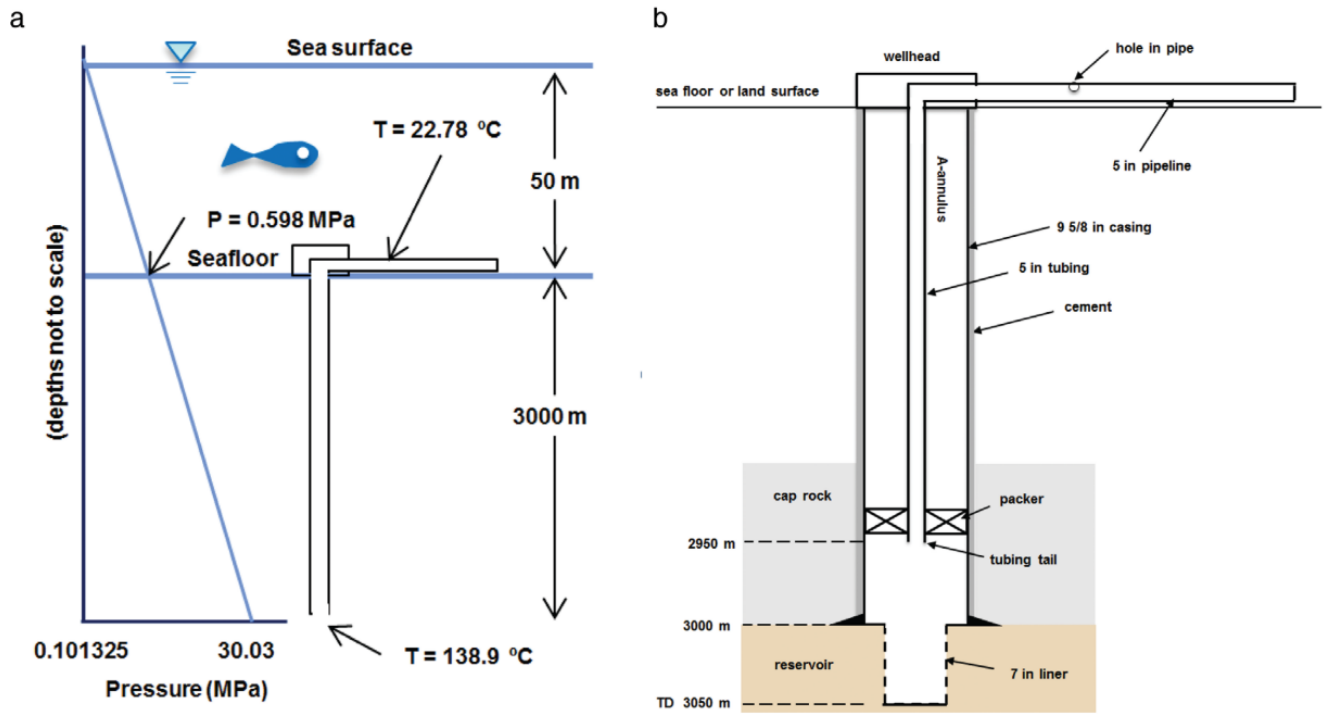 a
Sea surface
T = 22.78 ºC
50 m
P = 0.598 MPa
Seafloor
(depths not to scale)
3000 m
0.101325
30.03
T = 138.9 ºC
Pressure (MPa)
b
hole in pipe
wellhead
sea floor or land surface
5 in pipeline
A-annulus
9 5/8 in casing
5 in tubing
cement
cap rock
packer
2950 m
tubing tail
3000 m
reservoir
7 in liner
TD 3050 m